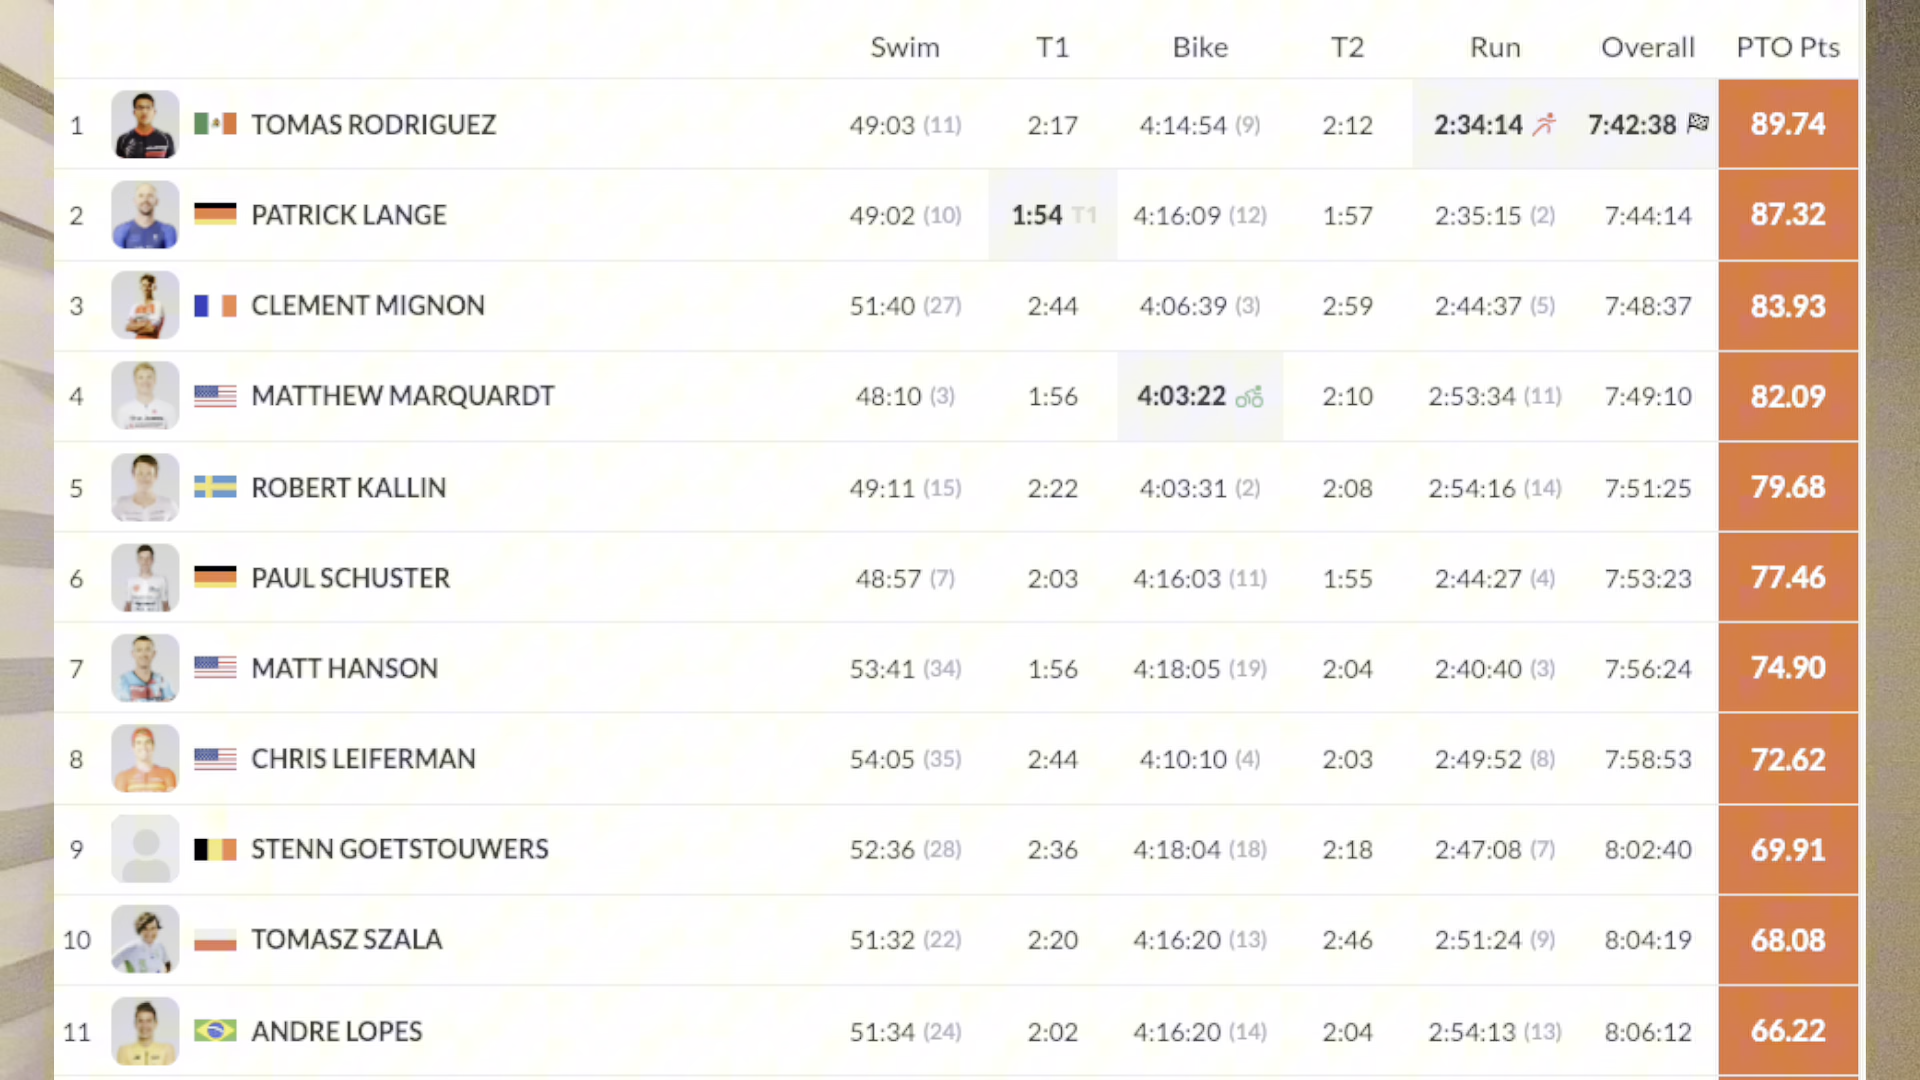 Swim T1 Bike T2 Run Overall PTO Pts
1 TOMAS RODRIGUEZ 49:03 (11) 2:17 4:14:54 (9) 2:12 2:34:14 7:42:38 89.74
2 PATRICK LANGE 49:02 (10) 1:54 T1 4:16:09 (12) 1:57 2:35:15 (2) 7:44:14 87.32
3 CLEMENT MIGNON 51:40 (27) 2:44 4:06:39 (3) 2:59 2:44:37 (5) 7:48:37 83.93
4 MATTHEW MARQUARDT 48:10 (3) 1:56 4:03:22 2:10 2:53:34 (11) 7:49:10 82.09
5 ROBERT KALLIN 49:11 (15) 2:22 4:03:31 (2) 2:08 2:54:16 (14) 7:51:25 79.68
6 PAUL SCHUSTER 48:57 (7) 2:03 4:16:03 (11) 1:55 2:44:27 (4) 7:53:23 77.46
7 MATT HANSON 53:41 (34) 1:56 4:18:05 (19) 2:04 2:40:40 (3) 7:56:24 74.90
8 CHRIS LEIFERMAN 54:05 (35) 2:44 4:10:10 (4) 2:03 2:49:52 (8) 7:58:53 72.62
9 STENN GOETSTOUWERS 52:36 (28) 2:36 4:18:04 (18) 2:18 2:47:08 (7) 8:02:40 69.91
10 TOMASZ SZALA 51:32 (22) 2:20 4:16:20 (13) 2:46 2:51:24 (9) 8:04:19 68.08
11 ANDRE LOPES 51:34 (24) 2:02 4:16:20 (14) 2:04 2:54:13 (13) 8:06:12 66.22